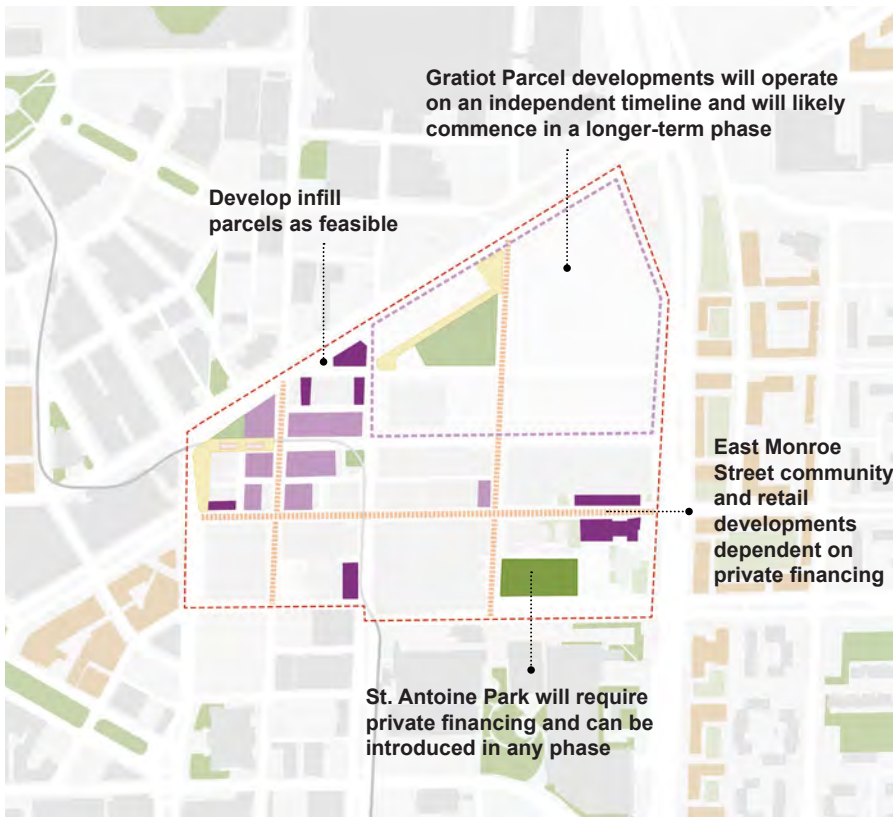 Gratiot Parcel developments will operate
on an independent timeline and will likely
commence in a longer-term phase
Develop infill
parcels as feasible
East Monroe
Street community
and retail
developments
dependent on
private financing
St. Antoine Park will require
private financing and can be
introduced in any phase